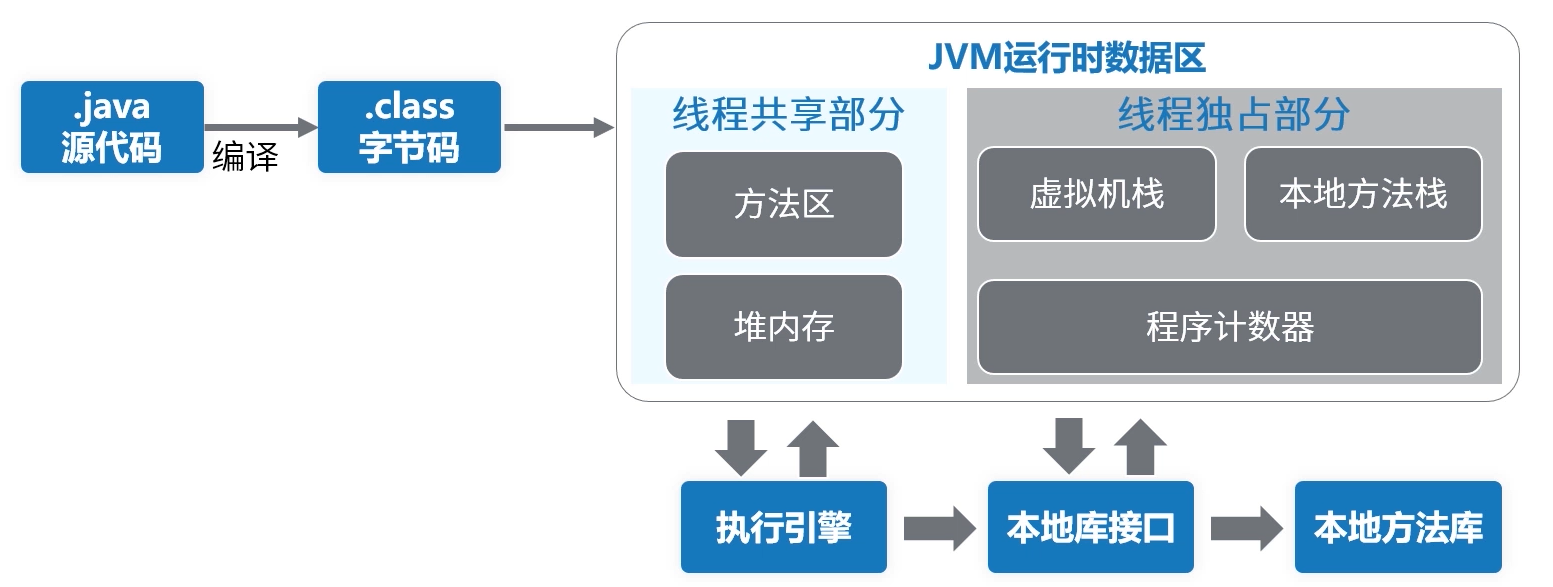 .java
源代码
编译
.class
字节码
JVM运行时数据区
线程共享部分
方法区
堆内存
线程独占部分
虚拟机栈
本地方法栈
程序计数器
执行引擎
本地库接口
本地方法库